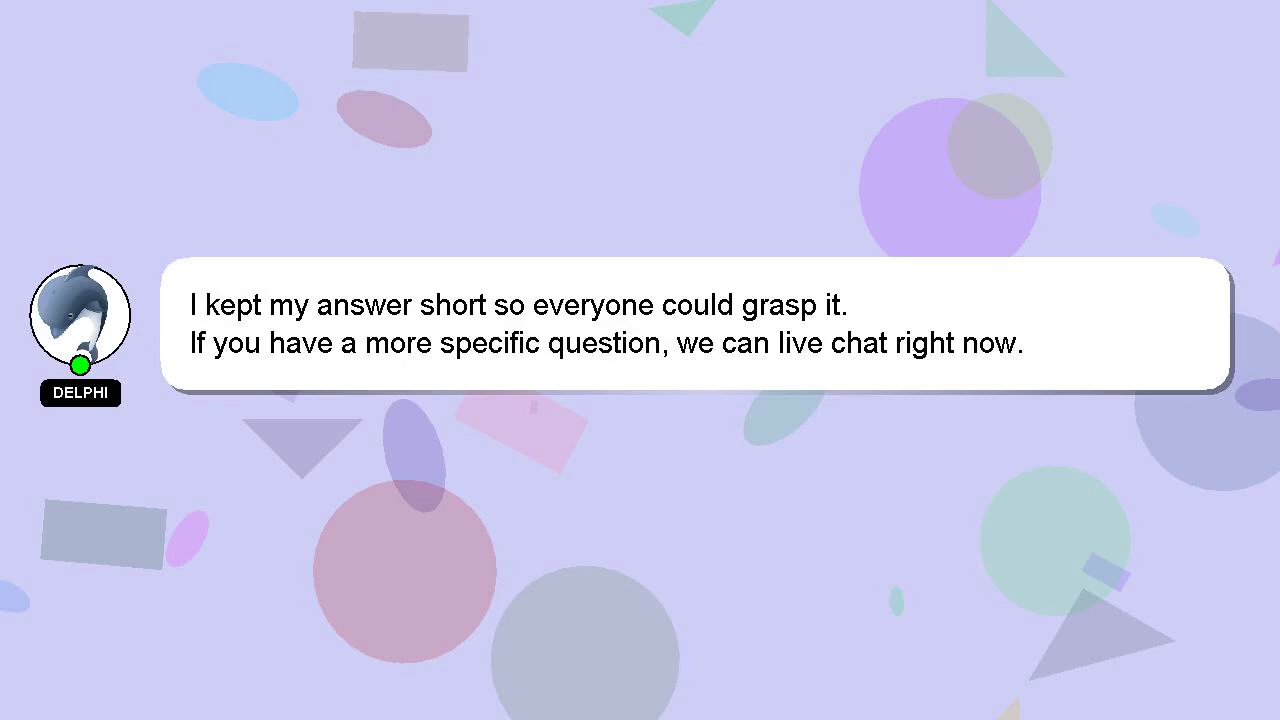 I kept my answer short so everyone could grasp it.
If you have a more specific question, we can live chat right now.
DELPHI